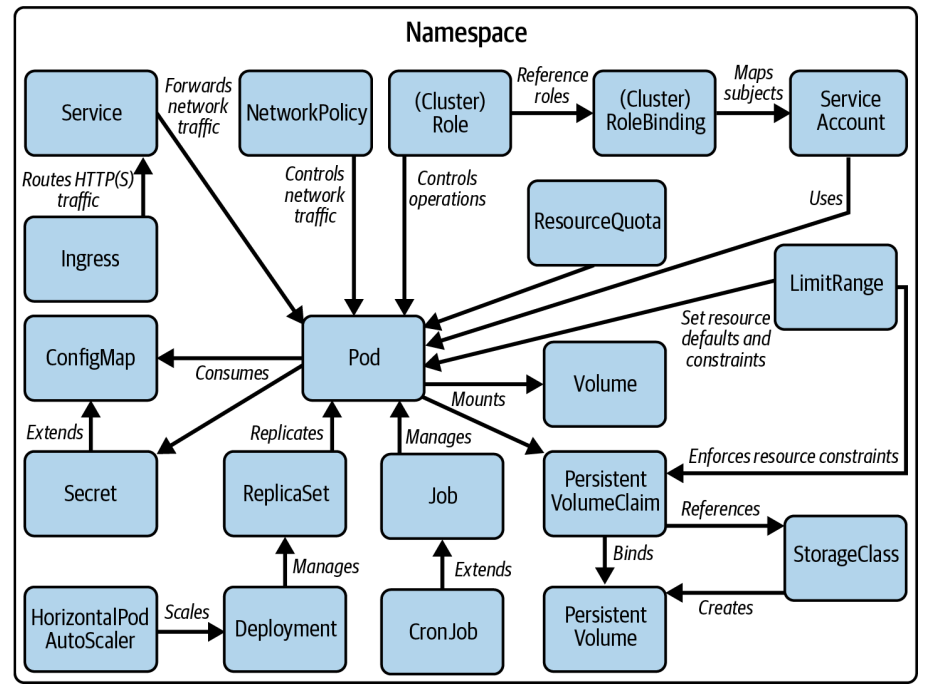 Namespace
Service
Forwards
network
traffic
NetworkPolicy
(Cluster)
Role
Reference
roles
(Cluster)
RoleBinding
Maps
subjects
Service
Account
Routes HTTP(S)
traffic
Controls
network
traffic
Controls
operations
Uses
Ingress
ResourceQuota
LimitRange
ConfigMap
Consumes
Pod
Set resource
defaults and
constraints
Mounts
Volume
Extends
Replicates
Manages
Enforces resource constraints
Secret
ReplicaSet
Job
Persistent
VolumeClaim
References
StorageClass
Manages
Extends
Binds
Creates
HorizontalPod
AutoScaler
Scales
Deployment
CronJob
Persistent
Volume